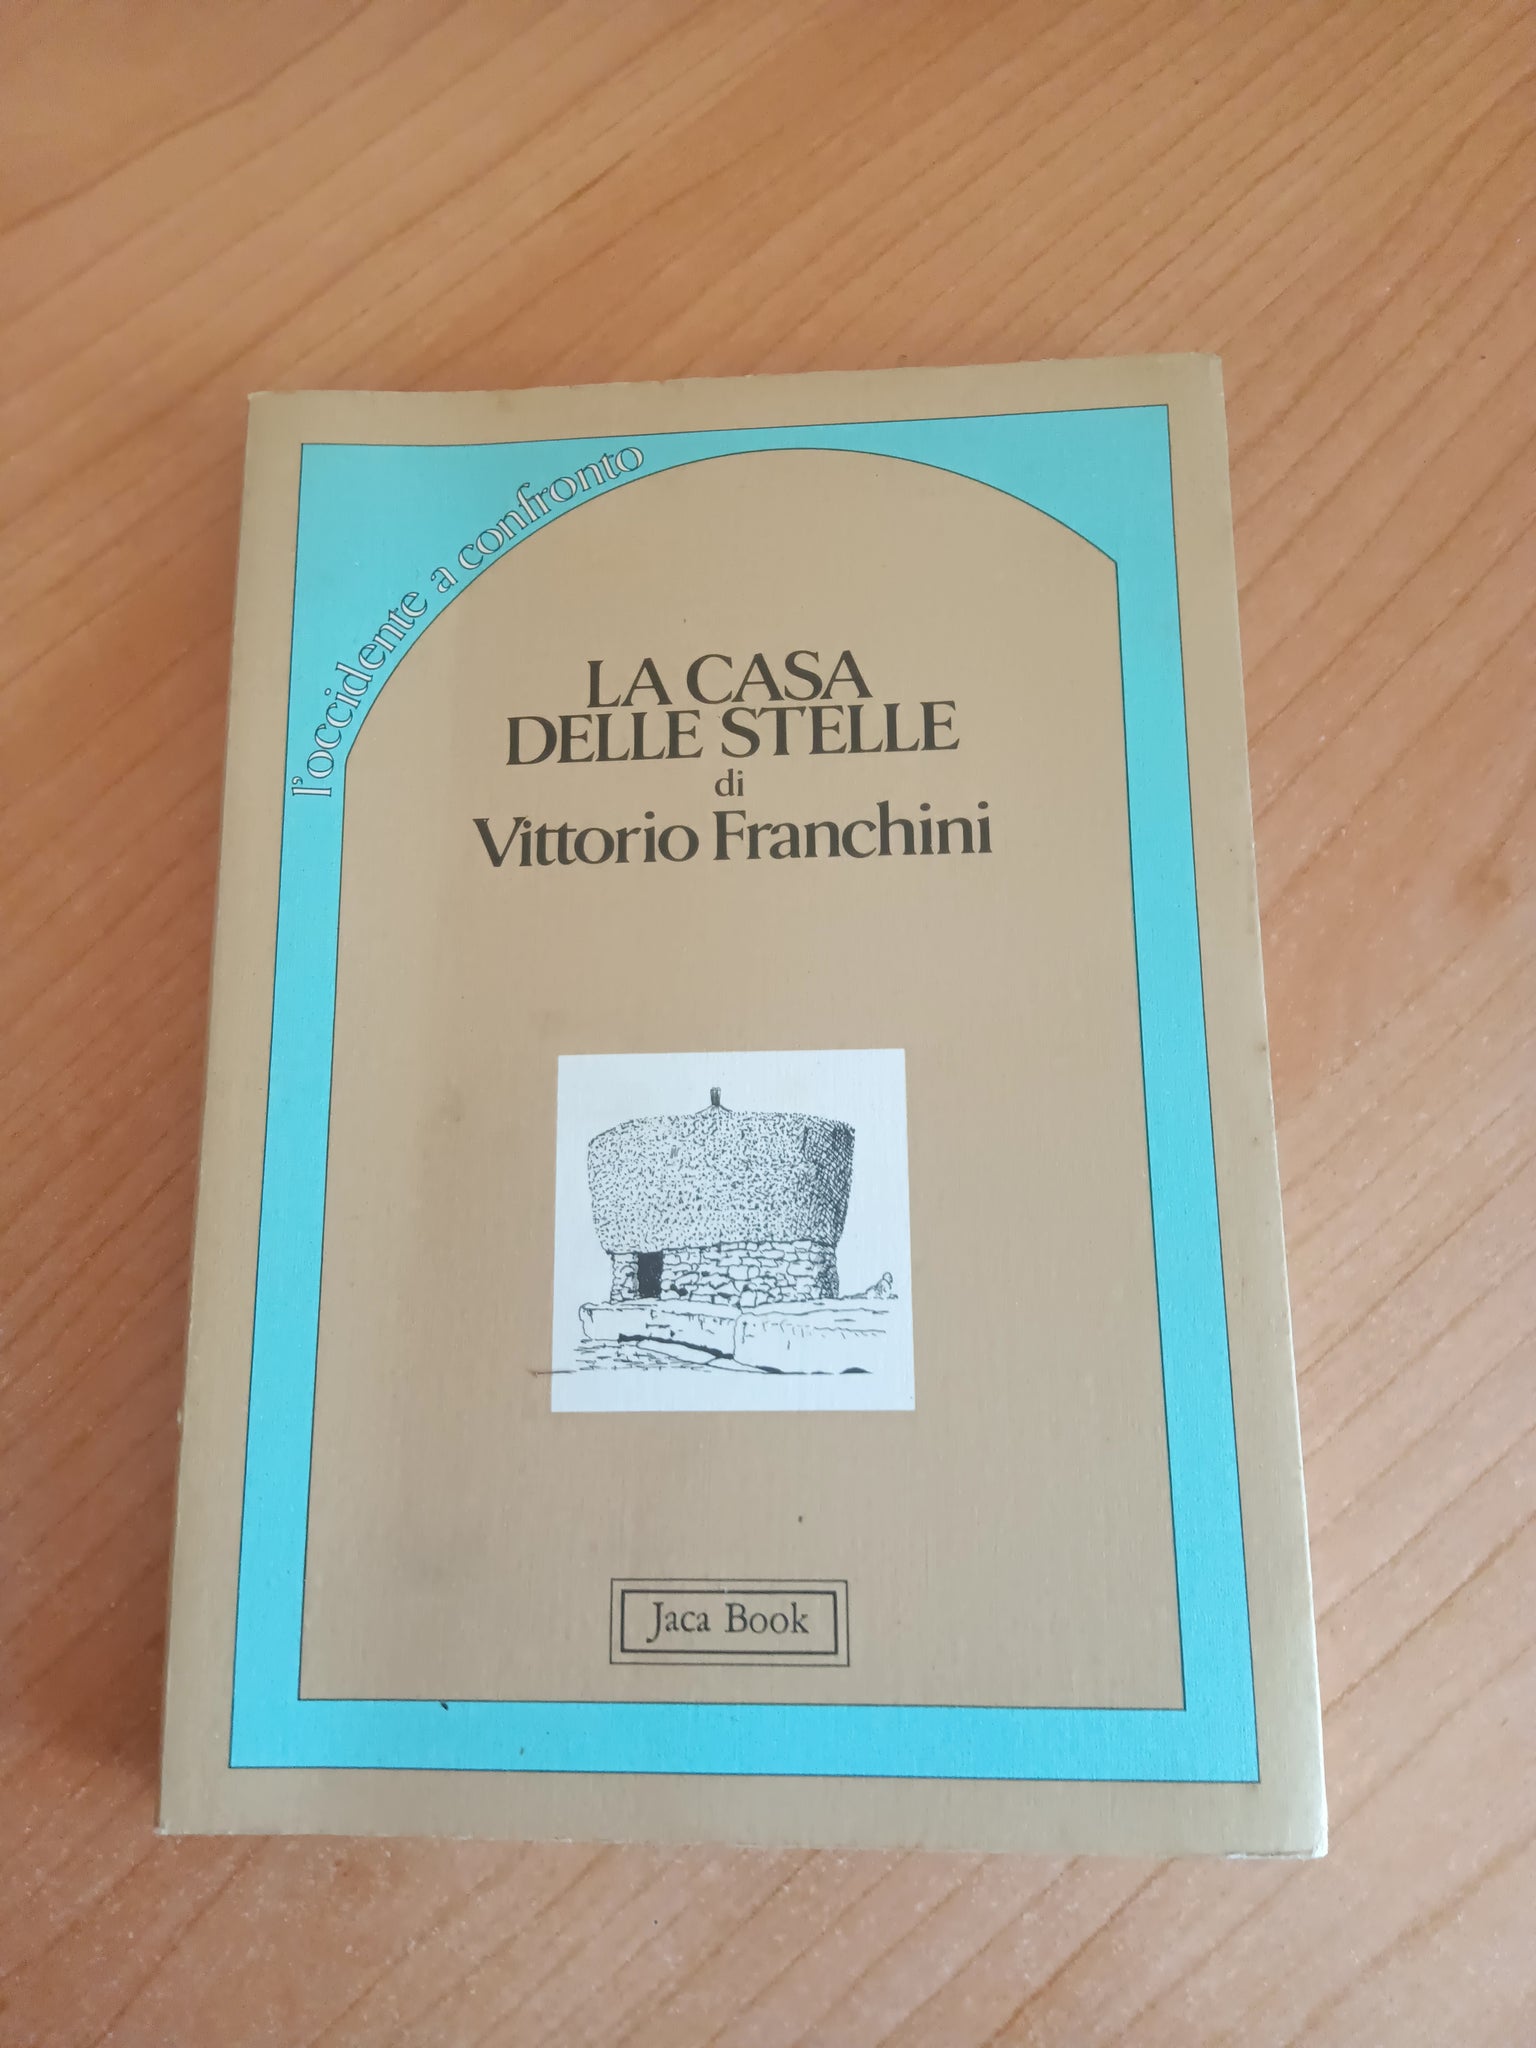 l'occidente a confronto
LA CASA
DELLE STELLE
di
Vittorio Franchini
Jaca Book